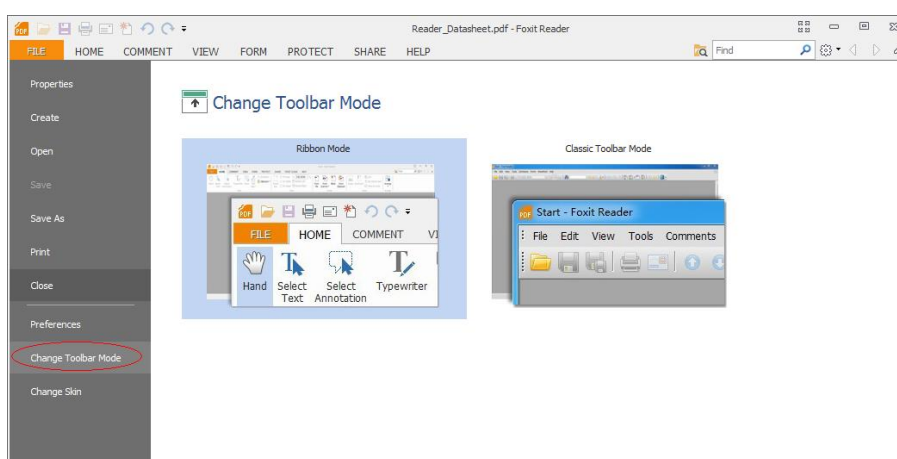 Reader_Datasheet.pdf - Foxit Reader
FILE HOME COMMENT VIEW FORM PROTECT SHARE HELP
Find
Properties
Create
Open
Save
Save As
Print
Close
Preferences
Change Toolbar Mode
Change Skin
Change Toolbar Mode
Ribbon Mode
PDF
FILE HOME COMMENT
Hand Select Text Select Annotation Typewriter
Classic Toolbar Mode
PDF Start - Foxit Reader
File Edit View Tools Comments